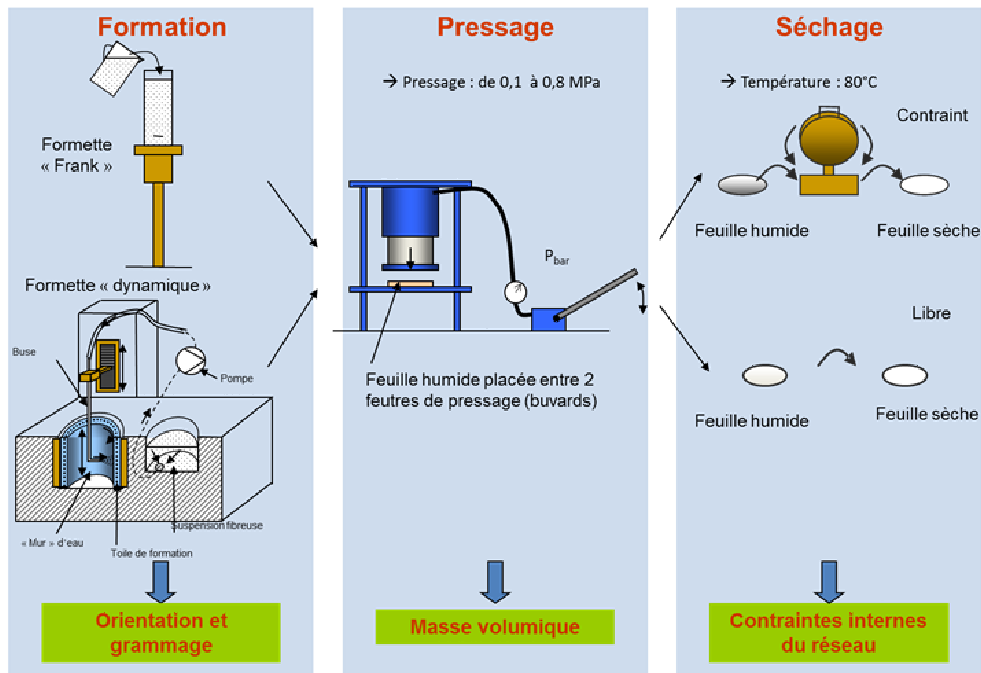 Formation
Formette
« Frank »
Formette « dynamique »
Buse
Pompe
Suspension fibreuse
« Mur » d'eau
Toile de formation
Orientation et
grammage
Pressage
→ Pressage : de 0,1 à 0,8 MPa
Pbar
Feuille humide placée entre 2
feutres de pressage (buvards)
Masse volumique
Séchage
→ Température : 80°C
Contraint
Feuille humide
Feuille sèche
Libre
Feuille humide
Feuille sèche
Contraintes internes
du réseau